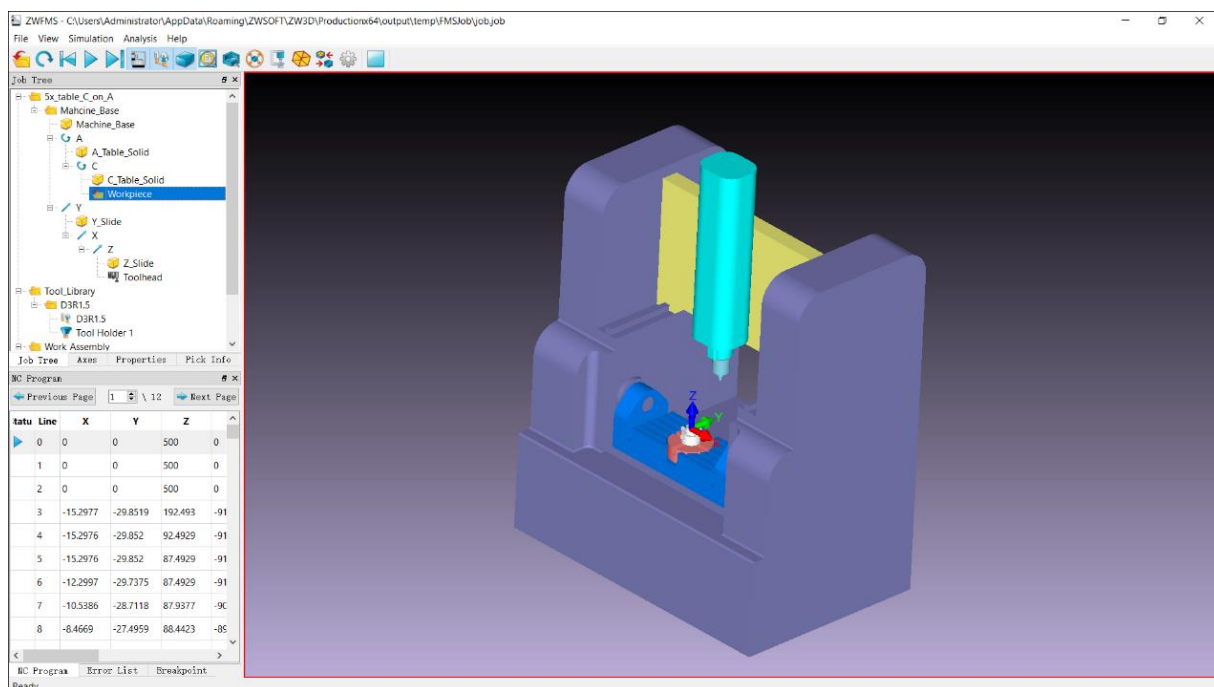 ZWFMS - C:\Users\Administrator\AppData\Roaming\ZWSOFT\ZW3D\Productionx64\output\temp\FMSJob\job.job
File View Simulation Analysis Help
Job Tree
5x_table_C_on_A
Mahcine_Base
Machine_Base
A
A_Table_Solid
C
C_Table_Solid
Workpiece
Y
Y_Slide
X
Z
Z_Slide
Toolhead
Tool_Library
D3R1.5
D3R1.5
Tool Holder 1
Work Assembly
Job Tree Axes Properties Pick Info
NC Program
Previous Page 1 \ 12 Next Page
tatu Line X Y Z
0 0 0 500 0
1 0 0 500 0
2 0 0 500 0
3 -15.2977 -29.8519 192.493 -91
4 -15.2976 -29.852 92.4929 -91
5 -15.2976 -29.852 87.4929 -91
6 -12.2997 -29.7375 87.4929 -91
7 -10.5386 -28.7118 87.9377 -90
8 -8.4669 -27.4959 88.4423 -89
NC Program Error List Breakpoint
Ready
Z
Y